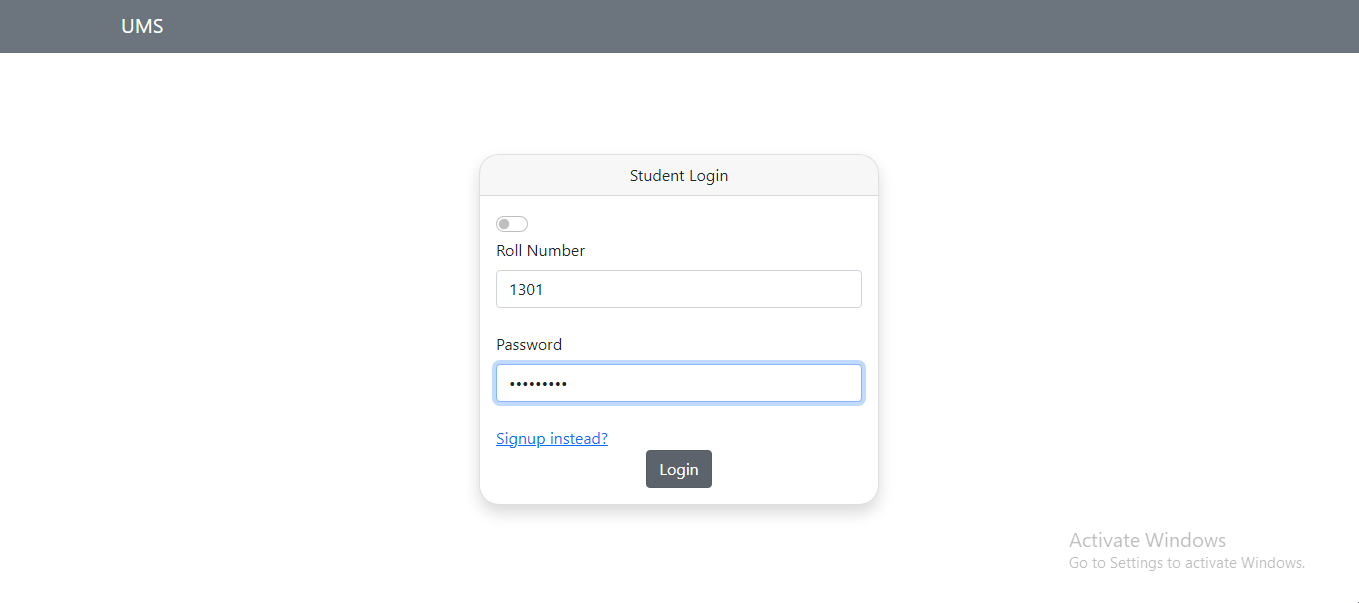 UMS
Student Login
Roll Number
1301
Password
•••••••••
Signup instead?
Login
Activate Windows
Go to Settings to activate Windows.